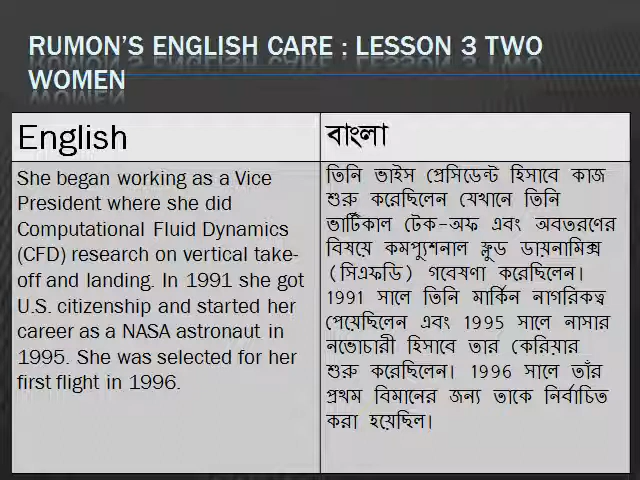 RUMON'S ENGLISH CARE : LESSON 3 TWO
WOMEN
English
She began working as a Vice
President where she did
Computational Fluid Dynamics
(CFD) research on vertical take-
off and landing. In 1991 she got
U.S. citizenship and started her
career as a NASA astronaut in
1995. She was selected for her
first flight in 1996.
বাংলা
তিনি ভাইস প্রেসিডেন্ট হিসাবে কাজ
শুরু করেছিলেন যেখানে তিনি
ভার্টিকাল টেক-অফ এবং অবতরণের
বিষয়ে কমপ্যুশনাল ফ্লুড ডায়নামিক্স
(সিএফডি) গবেষণা করেছিলেন।
1991 সালে তিনি মার্কিন নাগরিকত্ব
পেয়েছিলেন এবং 1995 সালে নাসার
নভোচারী হিসাবে তার কেরিয়ার
শুরু করেছিলেন। 1996 সালে তাঁর
প্রথম বিমানের জন্য তাকে নির্বাচিত
করা হয়েছিল।